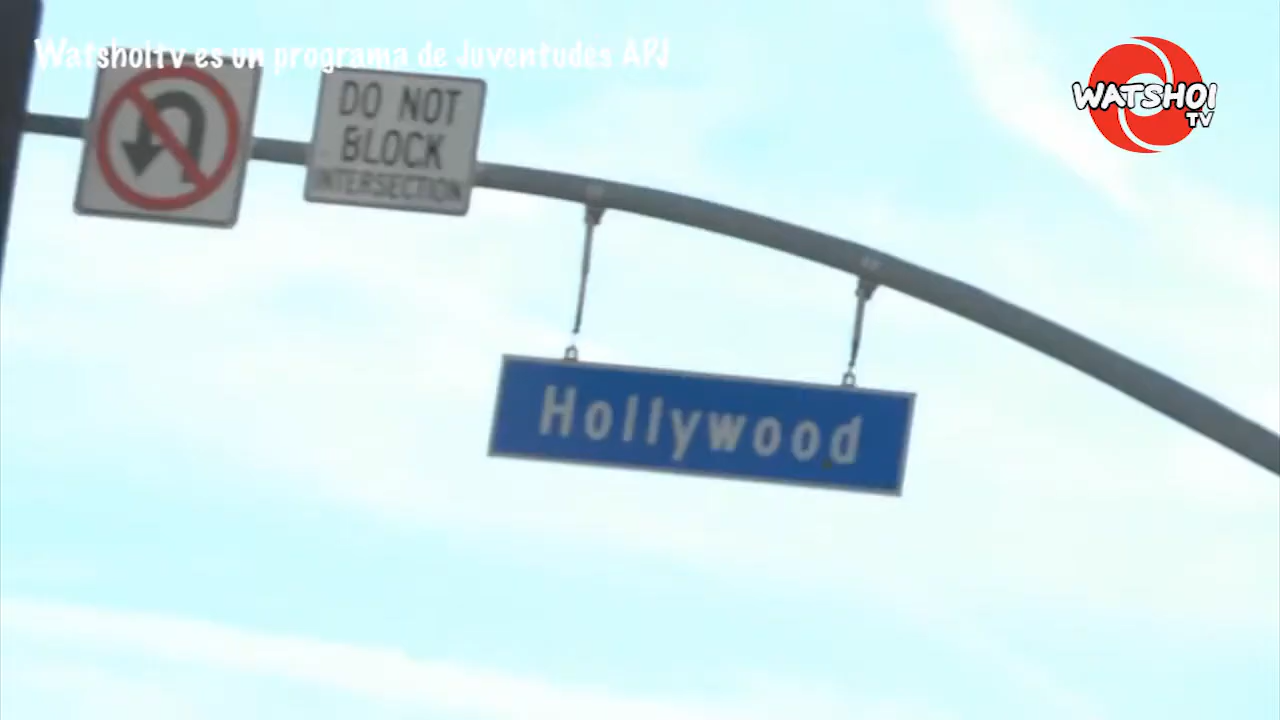 Watshoitv es un programa de Juventudes APJ
WATSHOI
TV
DO NOT
BLOCK
INTERSECTION
Hollywood